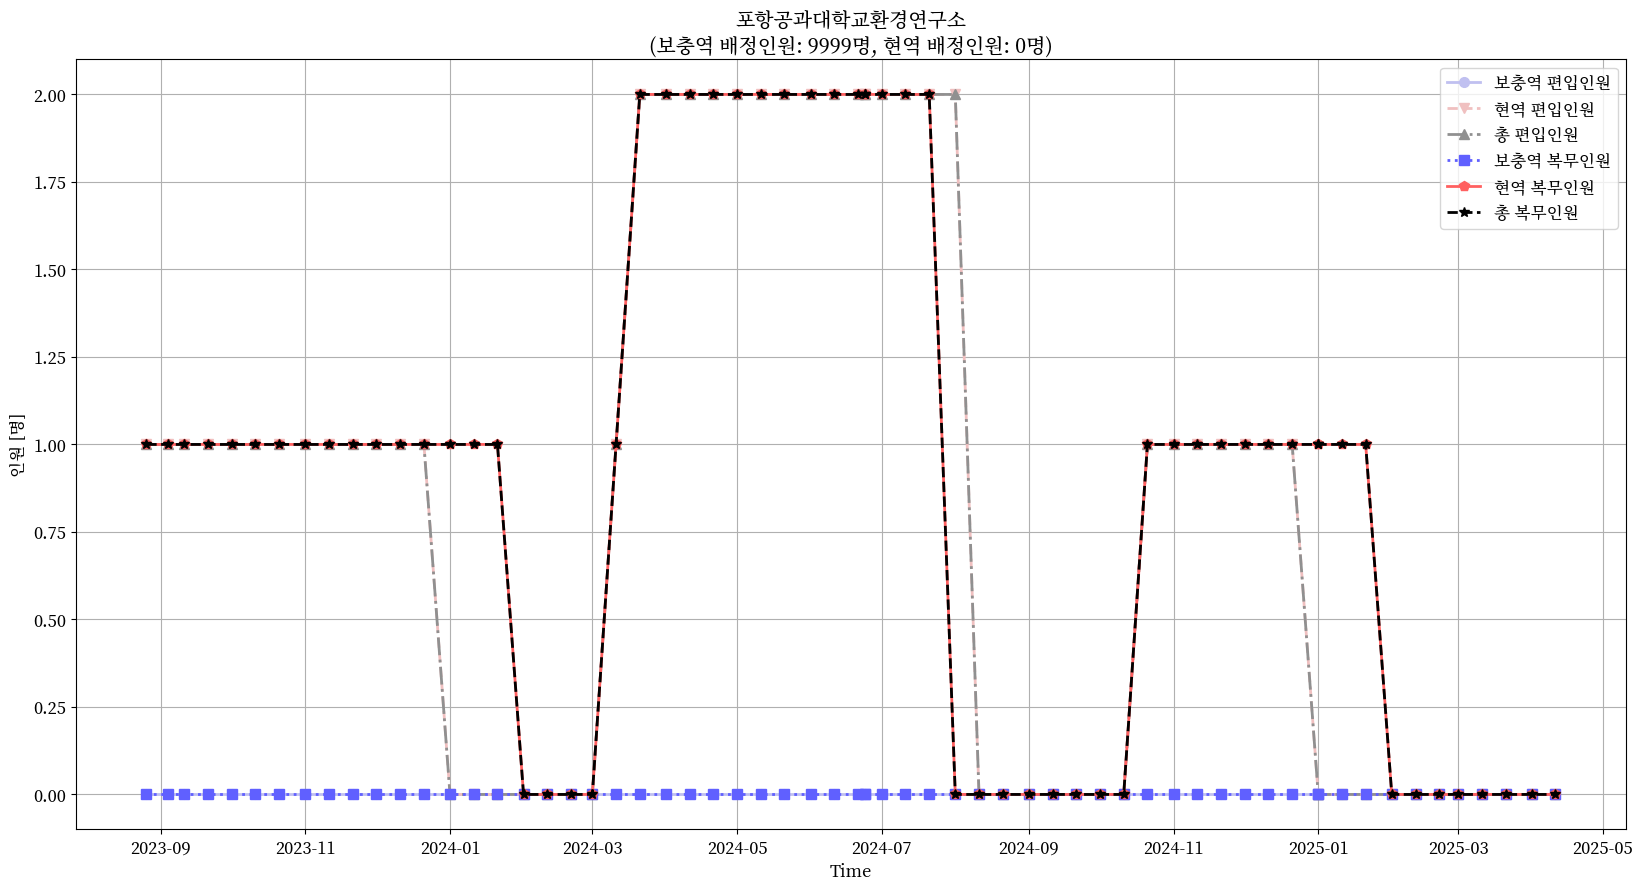 포항공과대학교환경연구소
(보충역 배정인원: 9999명, 현역 배정인원: 0명)
보충역 편입인원
현역 편입인원
총 편입인원
보충역 복무인원
현역 복무인원
총 복무인원
2.00
1.75
1.50
1.25
1.00
0.75
0.50
0.25
0.00
인원 [명]
2023-09
2023-11
2024-01
2024-03
2024-05
2024-07
2024-09
2024-11
2025-01
2025-03
2025-05
Time